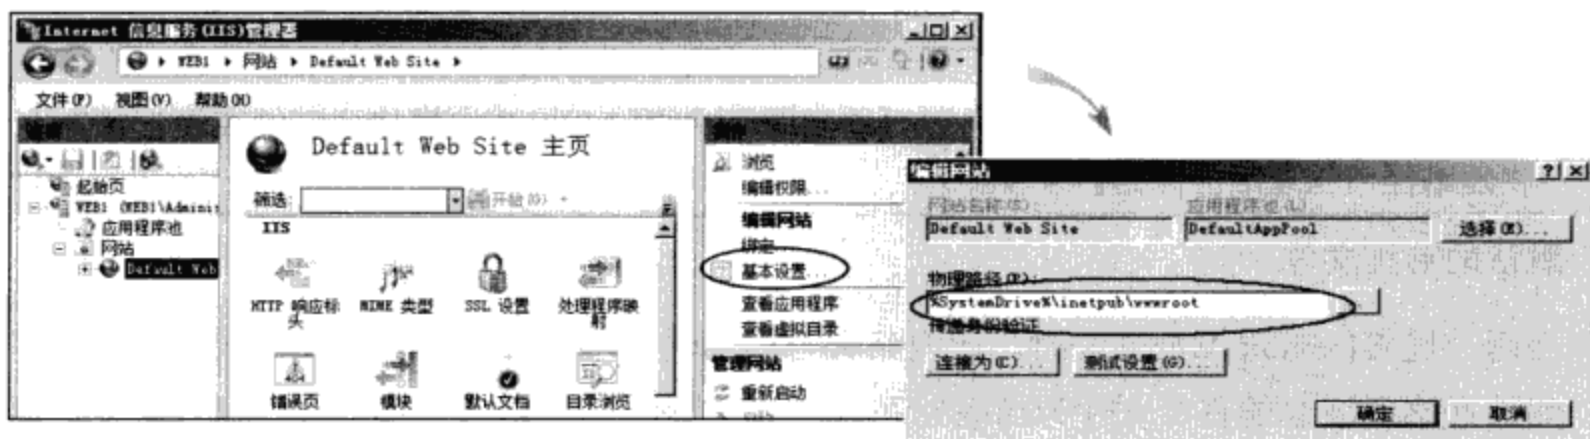 Internet 信息服务(IIS)管理器
WEB1 网站 Default Web Site
文件(F) 视图(V) 帮助(H)
起始页
WEB1 (WEB1\Adminis
应用程序池
网站
Default Web
Default Web Site 主页
筛选:
开始(G)
IIS
HTTP 响应标头
MIME 类型
SSL 设置
处理程序映射
错误页
模块
默认文档
目录浏览
浏览
编辑权限...
编辑网站
绑定...
基本设置...
查看应用程序
查看虚拟目录
管理网站
重新启动
编辑网站
网站名称(S):
应用程序池(L):
Default Web Site
DefaultAppPool
选择(E)...
物理路径(P):
%SystemDrive%\inetpub\wwwroot
传递身份验证
连接为(C)...
测试设置(G)...
确定
取消